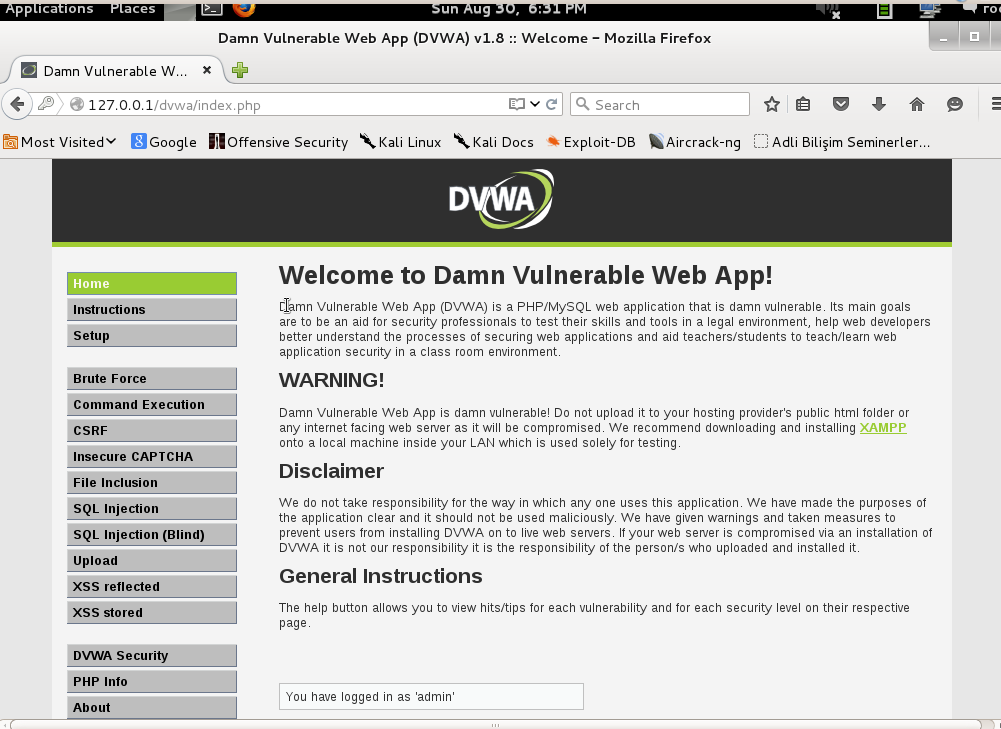 Applications Places
Sun Aug 30, 6:31 PM
Damn Vulnerable Web App (DVWA) v1.8 :: Welcome - Mozilla Firefox
Damn Vulnerable W...
127.0.0.1/dvwa/index.php
Search
Most Visited
Google
Offensive Security
Kali Linux
Kali Docs
Exploit-DB
Aircrack-ng
Adli Bilişim Seminerler...
DVWA
Home
Instructions
Setup
Brute Force
Command Execution
CSRF
Insecure CAPTCHA
File Inclusion
SQL Injection
SQL Injection (Blind)
Upload
XSS reflected
XSS stored
DVWA Security
PHP Info
About
Welcome to Damn Vulnerable Web App!
Damn Vulnerable Web App (DVWA) is a PHP/MySQL web application that is damn vulnerable. Its main goals
are to be an aid for security professionals to test their skills and tools in a legal environment, help web developers
better understand the processes of securing web applications and aid teachers/students to teach/learn web
application security in a class room environment.
WARNING!
Damn Vulnerable Web App is damn vulnerable! Do not upload it to your hosting provider's public html folder or
any internet facing web server as it will be compromised. We recommend downloading and installing XAMPP
onto a local machine inside your LAN which is used solely for testing.
Disclaimer
We do not take responsibility for the way in which any one uses this application. We have made the purposes of
the application clear and it should not be used maliciously. We have given warnings and taken measures to
prevent users from installing DVWA on to live web servers. If your web server is compromised via an installation of
DVWA it is not our responsibility it is the responsibility of the person/s who uploaded and installed it.
General Instructions
The help button allows you to view hits/tips for each vulnerability and for each security level on their respective
page.
You have logged in as 'admin'